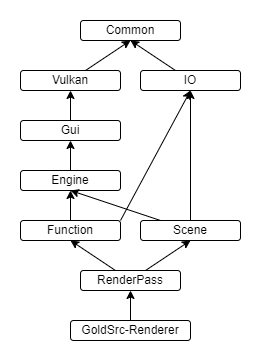 Common
Vulkan
IO
Gui
Engine
Function
Scene
RenderPass
GoldSrc-Renderer